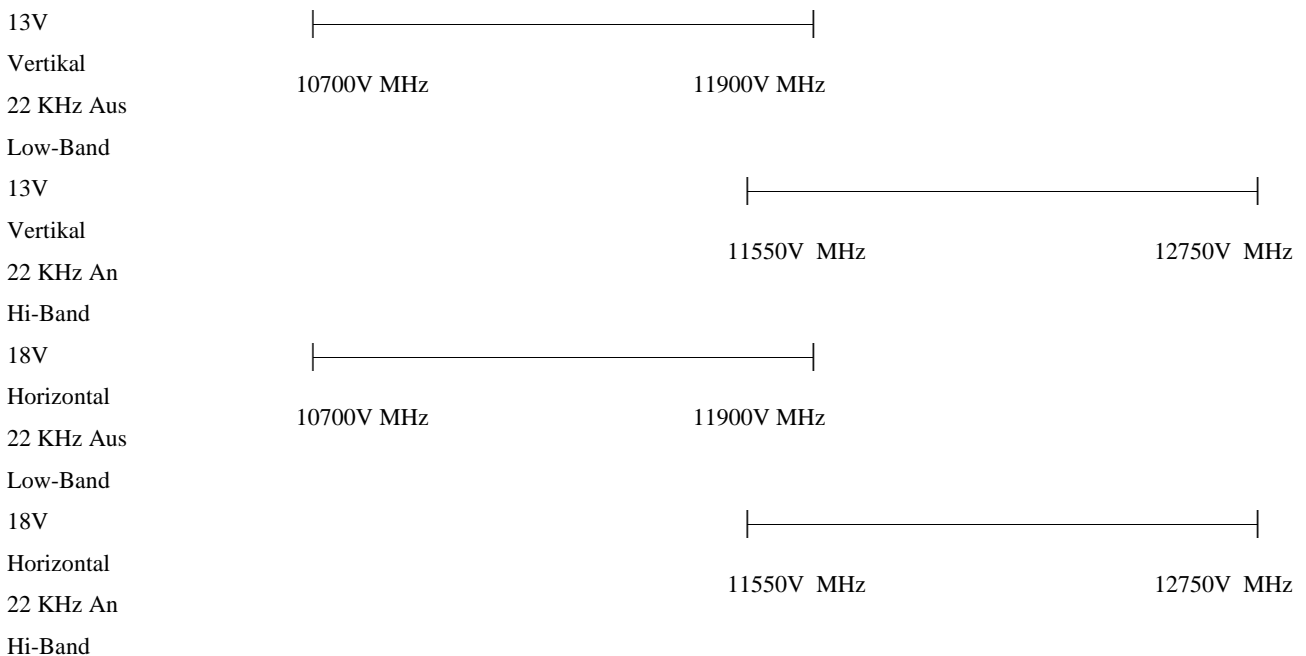 13V
Vertikal
10700V MHz 11900V MHz
22 KHz Aus
Low-Band
13V
Vertikal
11550V MHz 12750V MHz
22 KHz An
Hi-Band
18V
Horizontal
10700V MHz 11900V MHz
22 KHz Aus
Low-Band
18V
Horizontal
11550V MHz 12750V MHz
22 KHz An
Hi-Band